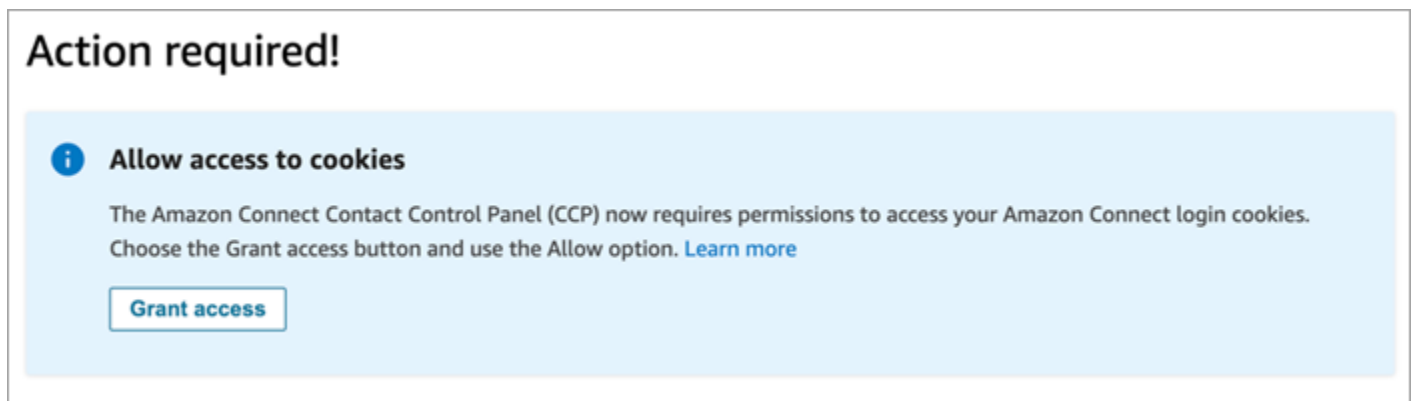 Action required!
Allow access to cookies
The Amazon Connect Contact Control Panel (CCP) now requires permissions to access your Amazon Connect login cookies.
Choose the Grant access button and use the Allow option. Learn more
Grant access